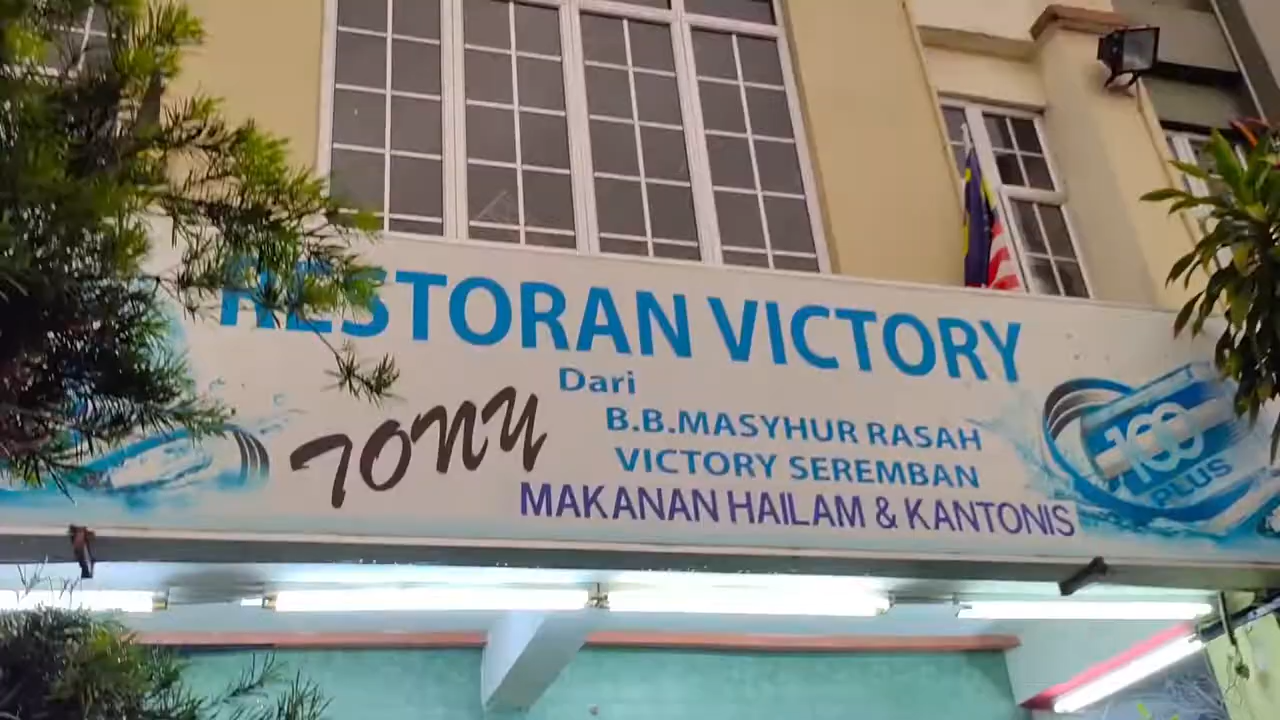 RESTORAN VICTORY
Dari
TONY
B.B.MASYHUR RASAH
VICTORY SEREMBAN
MAKANAN HAILAM & KANTONIS
100
PLUS